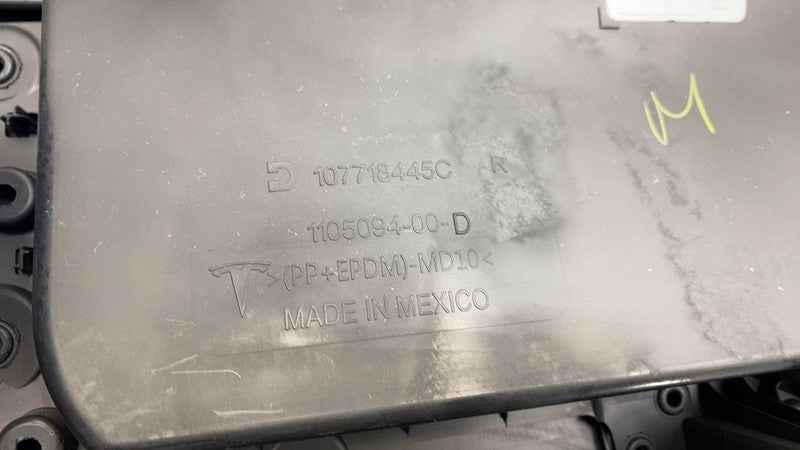 107718445C R
1105094-00-D
>(PP+EPDM)-MD10<
MADE IN MEXICO